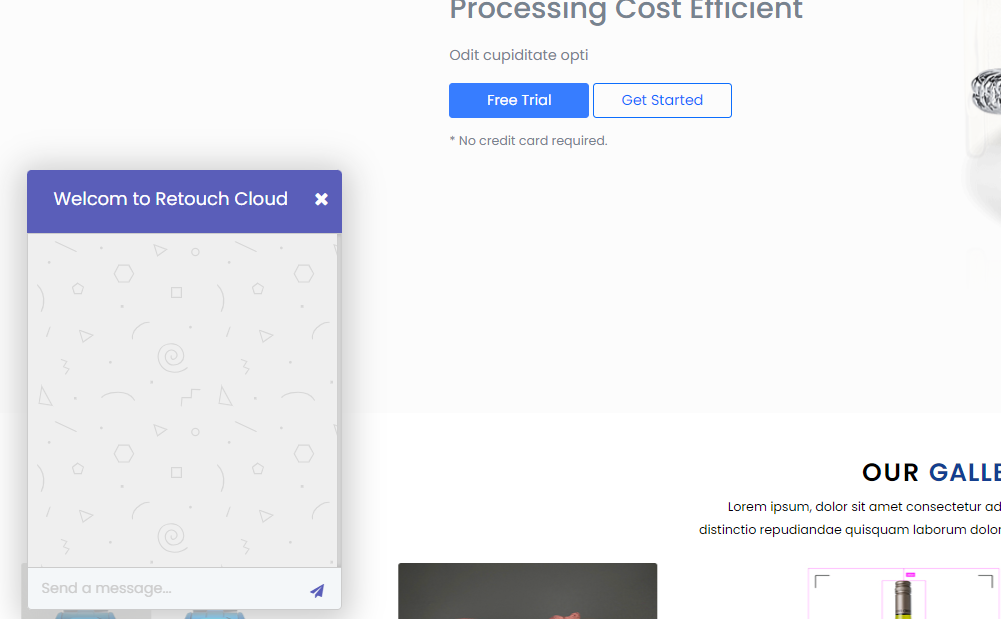 Processing Cost Efficient
Odit cupiditate opti
Free Trial
Get Started
* No credit card required.
Welcom to Retouch Cloud
Send a message...
OUR GALLE
Lorem ipsum, dolor sit amet consectetur ad
distinctio repudiandae quisquam laborum dolor